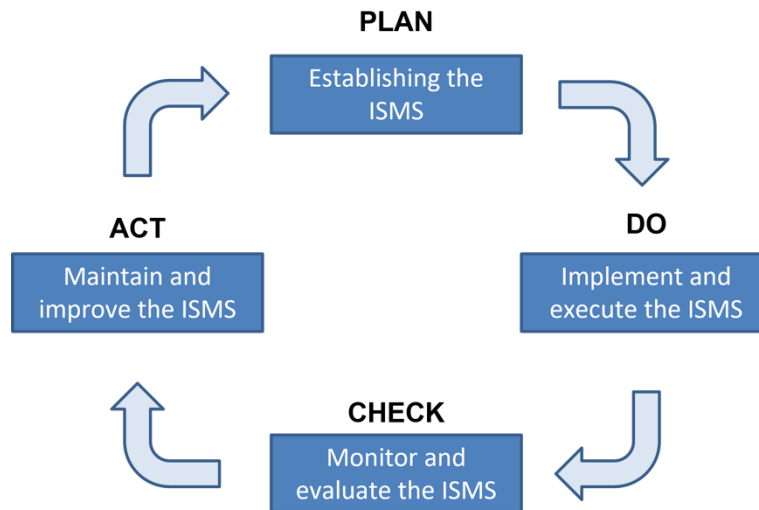 PLAN
Establishing the
ISMS
DO
Implement and
execute the ISMS
CHECK
Monitor and
evaluate the ISMS
ACT
Maintain and
improve the ISMS